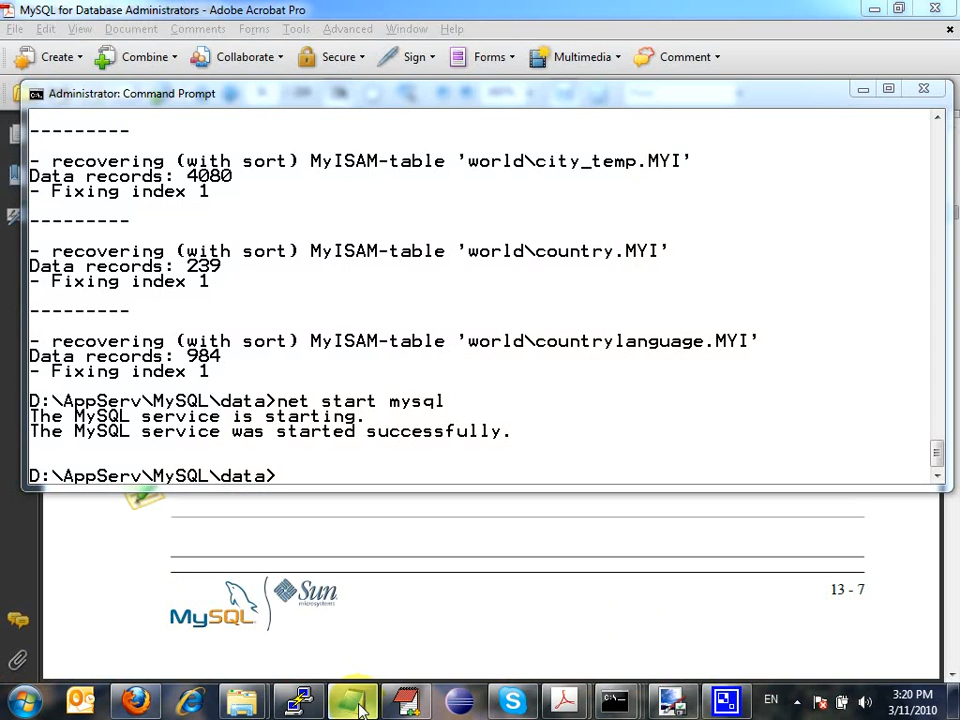 MySQL for Database Administrators - Adobe Acrobat Pro
File Edit View Document Comments Forms Tools Advanced Window Help
Create Combine Collaborate Secure Sign Forms Multimedia Comment
Administrator: Command Prompt
---------
- recovering (with sort) MyISAM-table 'world\city_temp.MYI'
Data records: 4080
- Fixing index 1
---------
- recovering (with sort) MyISAM-table 'world\country.MYI'
Data records: 239
- Fixing index 1
---------
- recovering (with sort) MyISAM-table 'world\countrylanguage.MYI'
Data records: 984
- Fixing index 1
D:\AppServ\MySQL\data>net start mysql
The MySQL service is starting.
The MySQL service was started successfully.
D:\AppServ\MySQL\data>
13 - 7
MySQL Sun
microsystems
EN
3:20 PM
3/11/2010